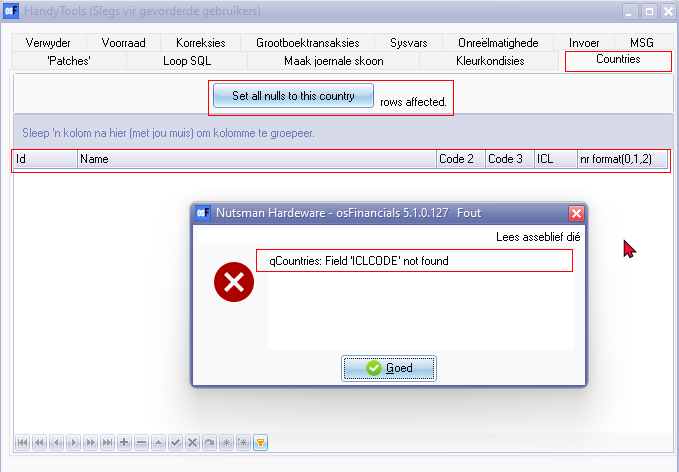 osF HandyTools (Slegs vir gevorderde gebruikers)
Verwyder Voorraad Korreksies Grootboektransaksies Sysvars Onreëlmatighede Invoer MSG
'Patches' Loop SQL Maak joernale skoon Kleurkondisies Countries
Set all nulls to this country rows affected.
Sleep 'n kolom na hier (met jou muis) om kolomme te groepeer.
Id Name Code 2 Code 3 ICL nr format(0,1,2)
osF Nutsman Hardeware - osFinancials 5.1.0.127 Fout
Lees asseblief dié
qCountries: Field 'ICLCODE' not found
Goed